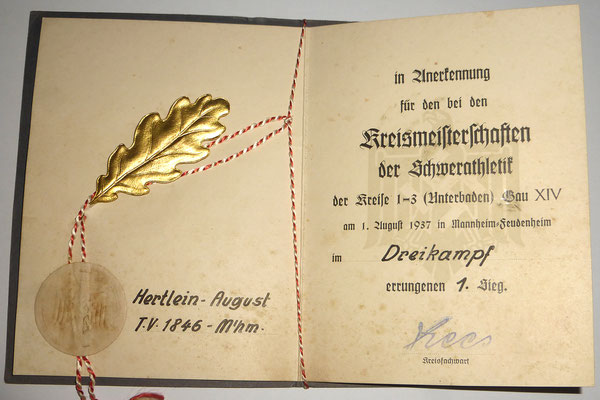 Hertlein - August
T.V. 1846 - M'hm.
in Anerkennung
für den bei den
Kreismeisterschaften
der Schwerathletik
der Kreise 1-3 (Unterbaden) Gau XIV
am 1. August 1937 in Mannheim-Feudenheim
im Dreikampf
errungenen 1. Sieg.
Kreisfachwart